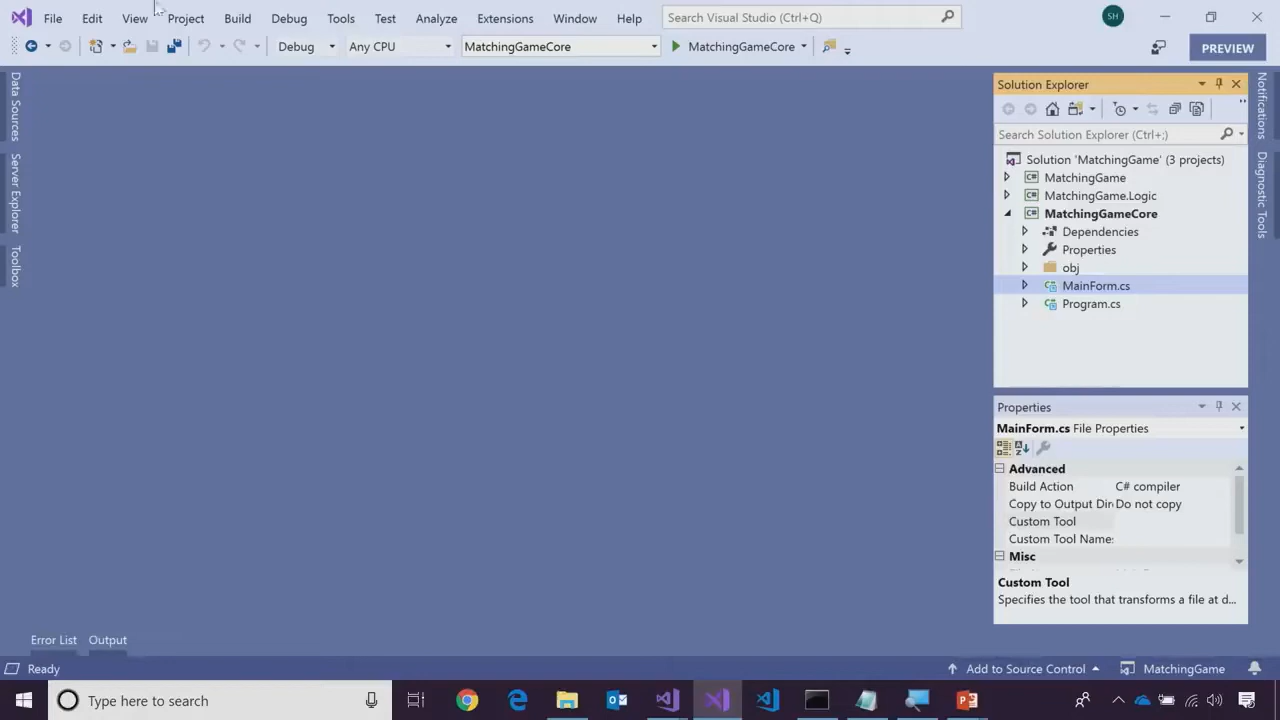 File Edit View Project Build Debug Tools Test Analyze Extensions Window Help Search Visual Studio (Ctrl+Q) SH
Debug Any CPU MatchingGameCore MatchingGameCore PREVIEW
Data Sources
Server Explorer
Toolbox
Solution Explorer
Search Solution Explorer (Ctrl+;)
Solution 'MatchingGame' (3 projects)
C# MatchingGame
C# MatchingGame.Logic
C# MatchingGameCore
Dependencies
Properties
obj
C# MainForm.cs
C# Program.cs
Properties
MainForm.cs File Properties
Advanced
Build Action C# compiler
Copy to Output Dir Do not copy
Custom Tool
Custom Tool Name:
Misc
Custom Tool
Specifies the tool that transforms a file at d...
Notifications
Diagnostic Tools
Error List Output
Ready Add to Source Control MatchingGame
Type here to search